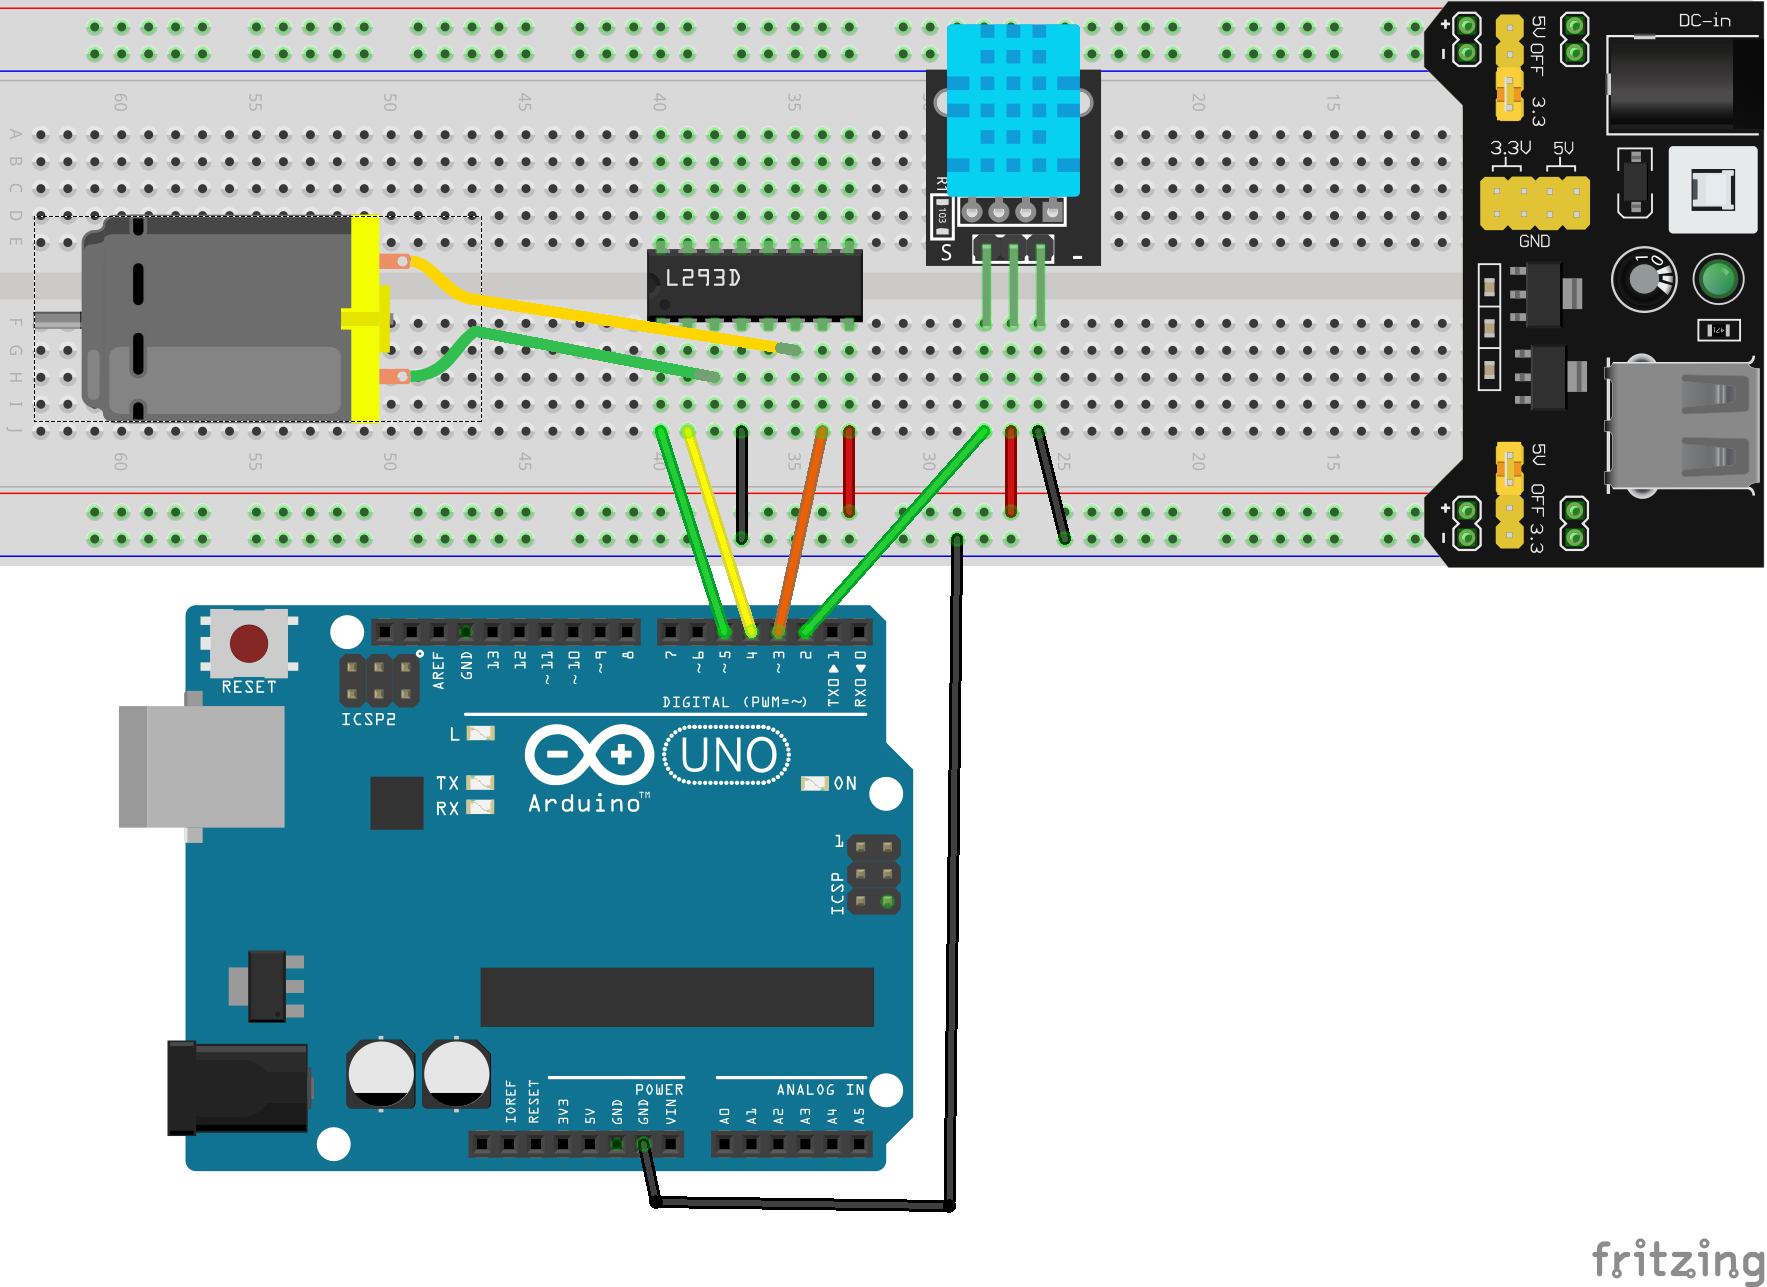 DC-in
+
-
5V
OFF
3.3
60
55
50
45
40
35
20
15
A
B
C
D
E
3.3V
5V
GND
R1
103
S
-
L293D
10
471
F
G
H
I
J
60
55
50
45
40
35
30
25
20
15
5V
OFF
3.3
+
-
RESET
ICSP2
AREF
GND
13
12
~11
~10
~9
8
7
~6
~5
4
~3
2
TX0▶1
RX0◀0
DIGITAL (PWM=~)
L
TX
RX
UNO
Arduino™
ON
1
ICSP
IOREF
RESET
3V3
5V
GND
GND
VIN
POWER
ANALOG IN
A0
A1
A2
A3
A4
A5
fritzing